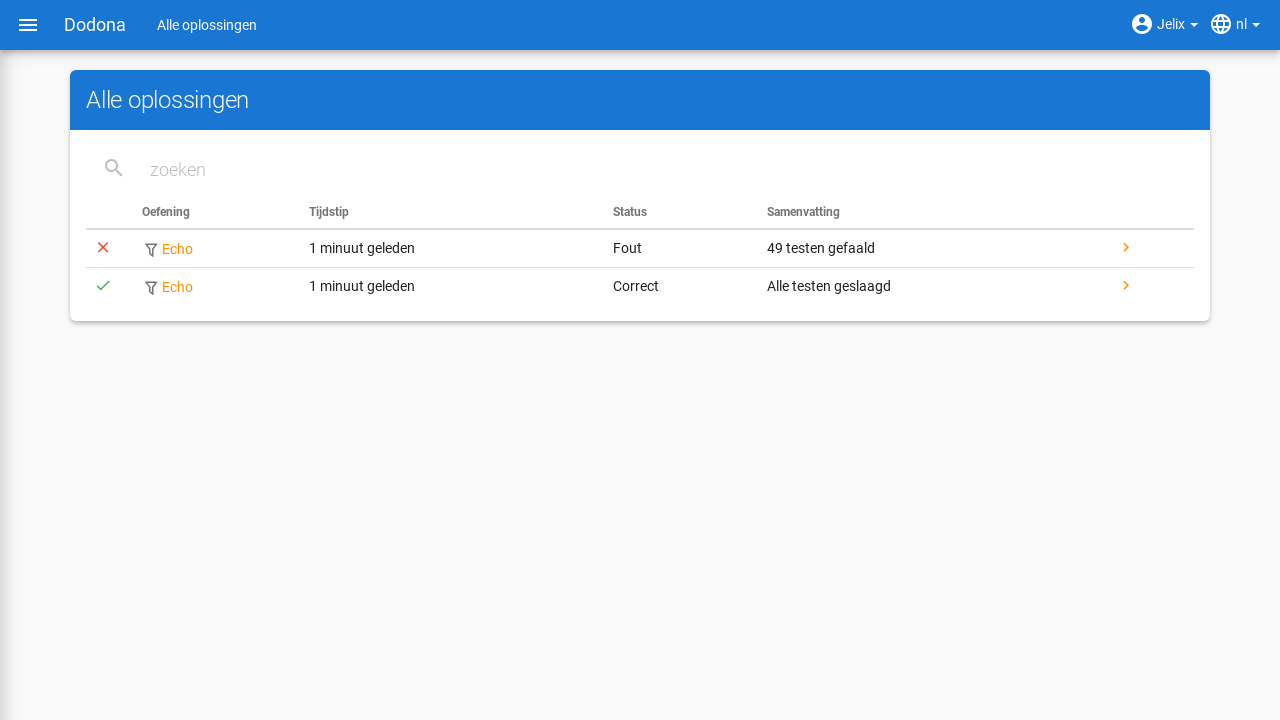 Dodona Alle oplossingen Jelix nl
Alle oplossingen
zoeken
Oefening Tijdstip Status Samenvatting
Echo 1 minuut geleden Fout 49 testen gefaald
Echo 1 minuut geleden Correct Alle testen geslaagd